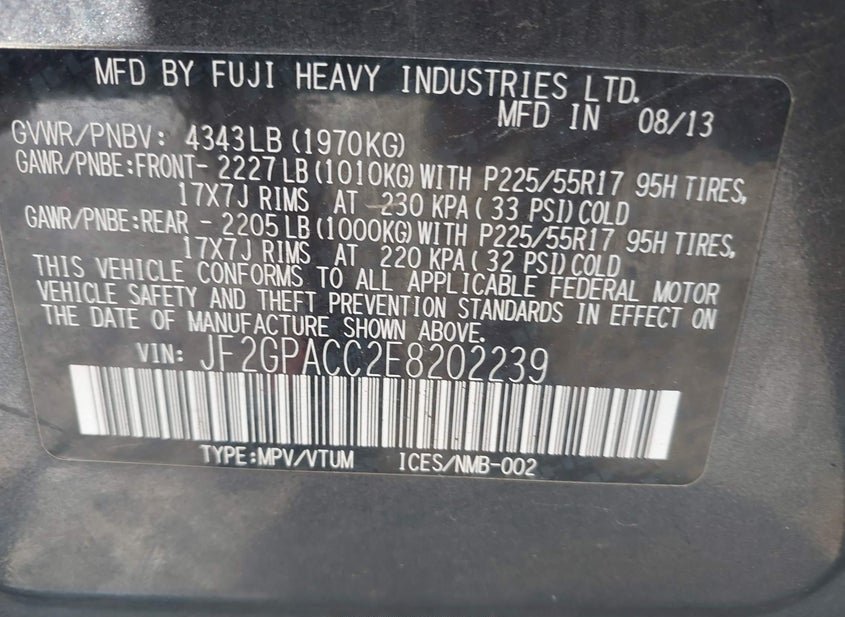 MFD BY FUJI HEAVY INDUSTRIES LTD.
MFD IN 08/13
GVWR/PNBV: 4343LB (1970KG)
GAWR/PNBE:FRONT- 2227LB (1010KG) WITH P225/55R17 95H TIRES,
17X7J RIMS AT 230 KPA( 33 PSI)COLD
GAWR/PNBE:REAR - 2205LB (1000KG) WITH P225/55R17 95H TIRES,
17X7J RIMS AT 220 KPA( 32 PSI)COLD
THIS VEHICLE CONFORMS TO ALL APPLICABLE FEDERAL MOTOR
VEHICLE SAFETY AND THEFT PREVENTION STANDARDS IN EFFECT ON
THE DATE OF MANUFACTURE SHOWN ABOVE.
VIN: JF2GPACC2E8202239
TYPE:MPV/VTUM ICES/NMB-002